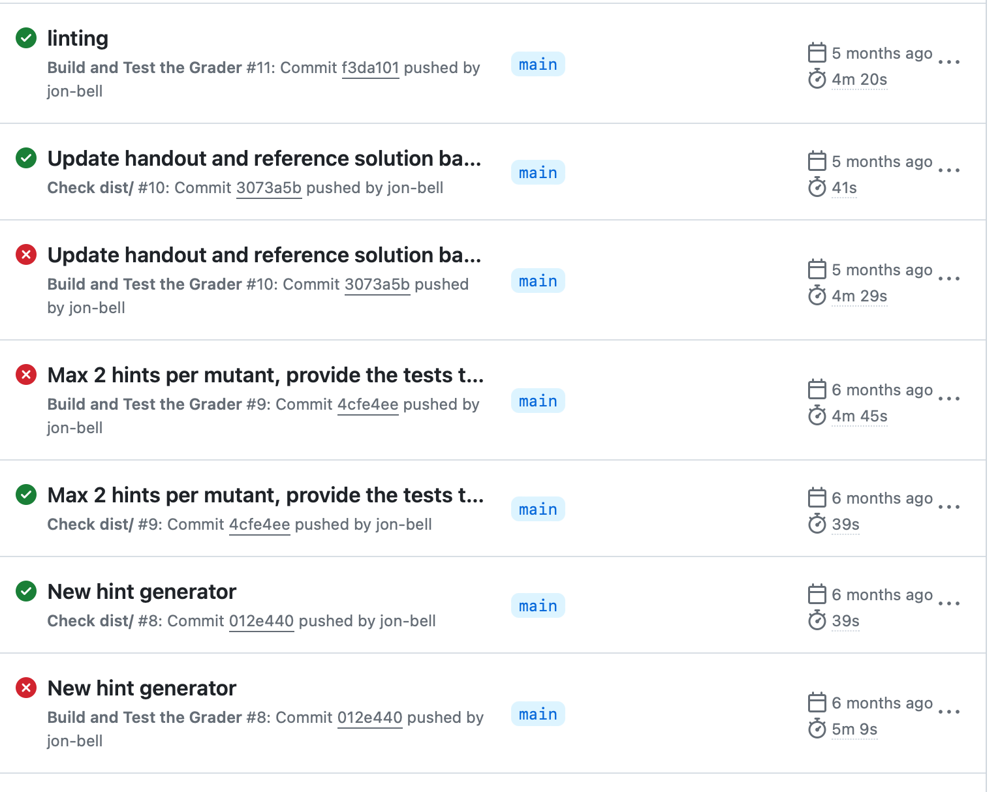 linting
Build and Test the Grader #11: Commit f3da101 pushed by
jon-bell
main
5 months ago
4m 20s
Update handout and reference solution ba...
Check dist/ #10: Commit 3073a5b pushed by jon-bell
main
5 months ago
41s
Update handout and reference solution ba...
Build and Test the Grader #10: Commit 3073a5b pushed
by jon-bell
main
5 months ago
4m 29s
Max 2 hints per mutant, provide the tests t...
Build and Test the Grader #9: Commit 4cfe4ee pushed by
jon-bell
main
6 months ago
4m 45s
Max 2 hints per mutant, provide the tests t...
Check dist/ #9: Commit 4cfe4ee pushed by jon-bell
main
6 months ago
39s
New hint generator
Check dist/ #8: Commit 012e440 pushed by jon-bell
main
6 months ago
39s
New hint generator
Build and Test the Grader #8: Commit 012e440 pushed by
jon-bell
main
6 months ago
5m 9s